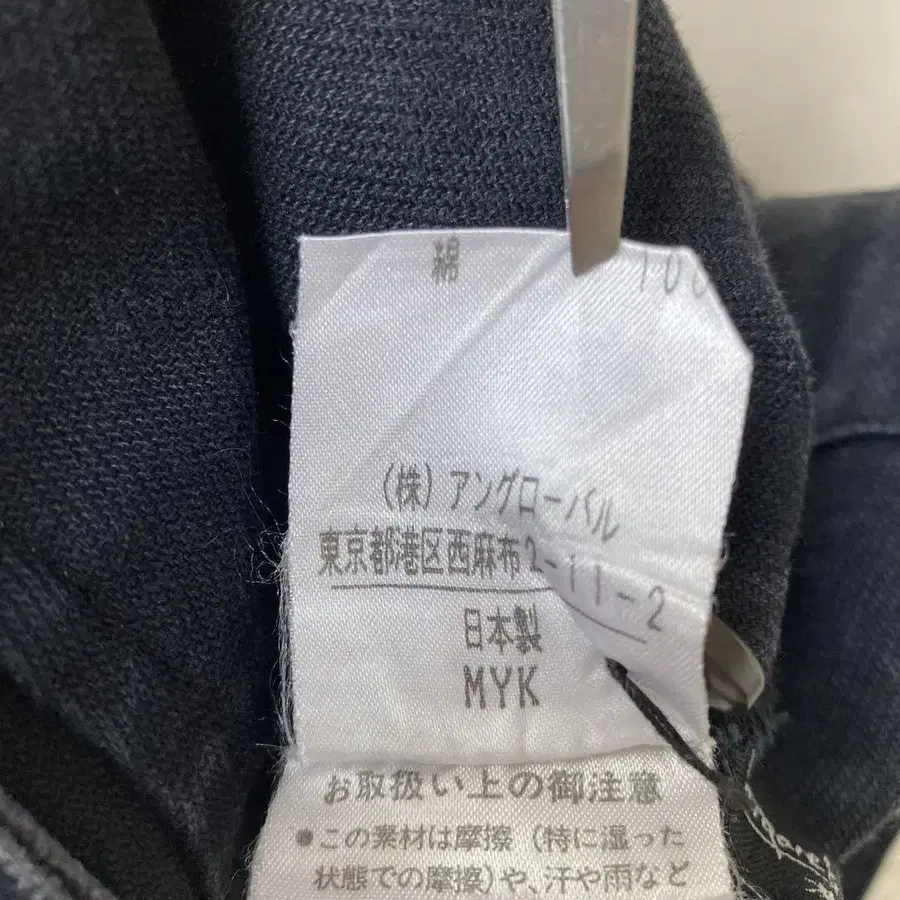 綿 100
(株) アングローバル
東京都港区西麻布2-11-2
日本製
MYK
お取扱い上の御注意
●この素材は摩擦 (特に湿った
状態での摩擦)や、汗や雨など